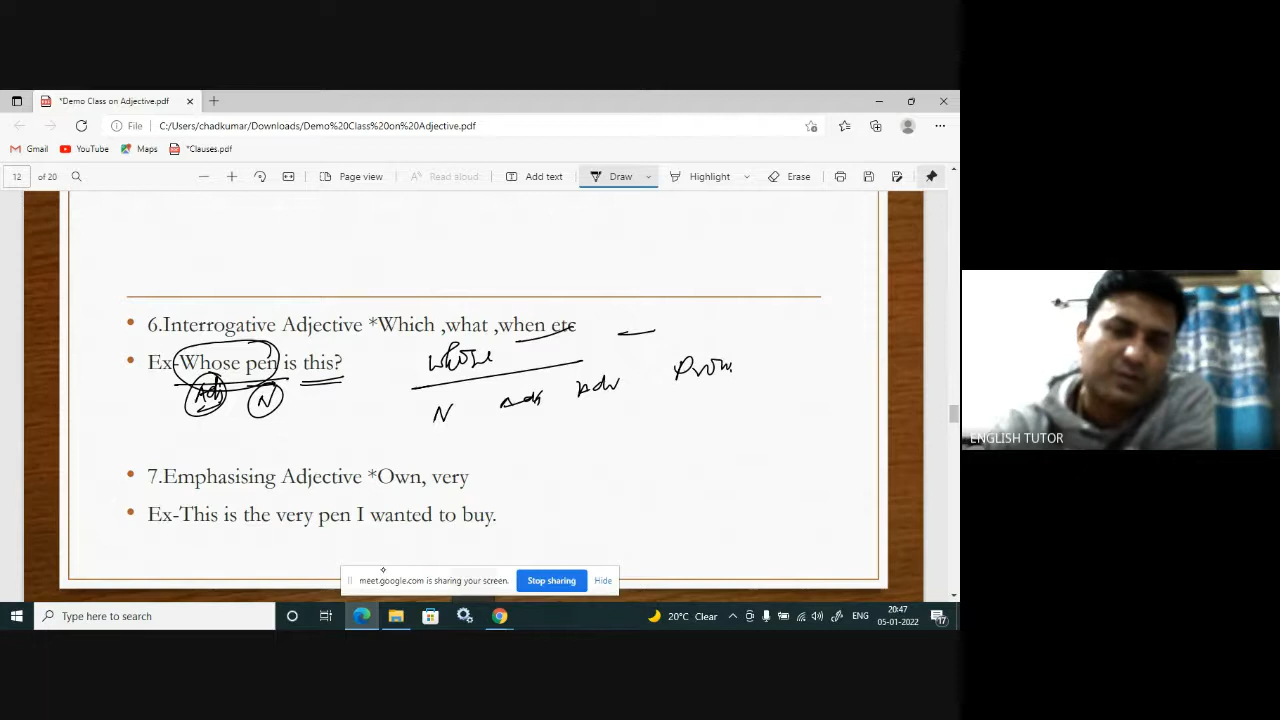 *Demo Class on Adjective.pdf
File C:/Users/chadkumar/Downloads/Demo%20Class%20on%20Adjective.pdf
Gmail YouTube Maps *Clauses.pdf
12 of 20 Page view Read aloud Add text Draw Highlight Erase
6.Interrogative Adjective *Which ,what ,when etc
Ex-Whose pen is this? whose
Adj N N Adj Adv Pron
7.Emphasising Adjective *Own, very
Ex-This is the very pen I wanted to buy.
ENGLISH TUTOR
meet.google.com is sharing your screen. Stop sharing Hide
Type here to search 20°C Clear ENG 20:47
05-01-2022 17